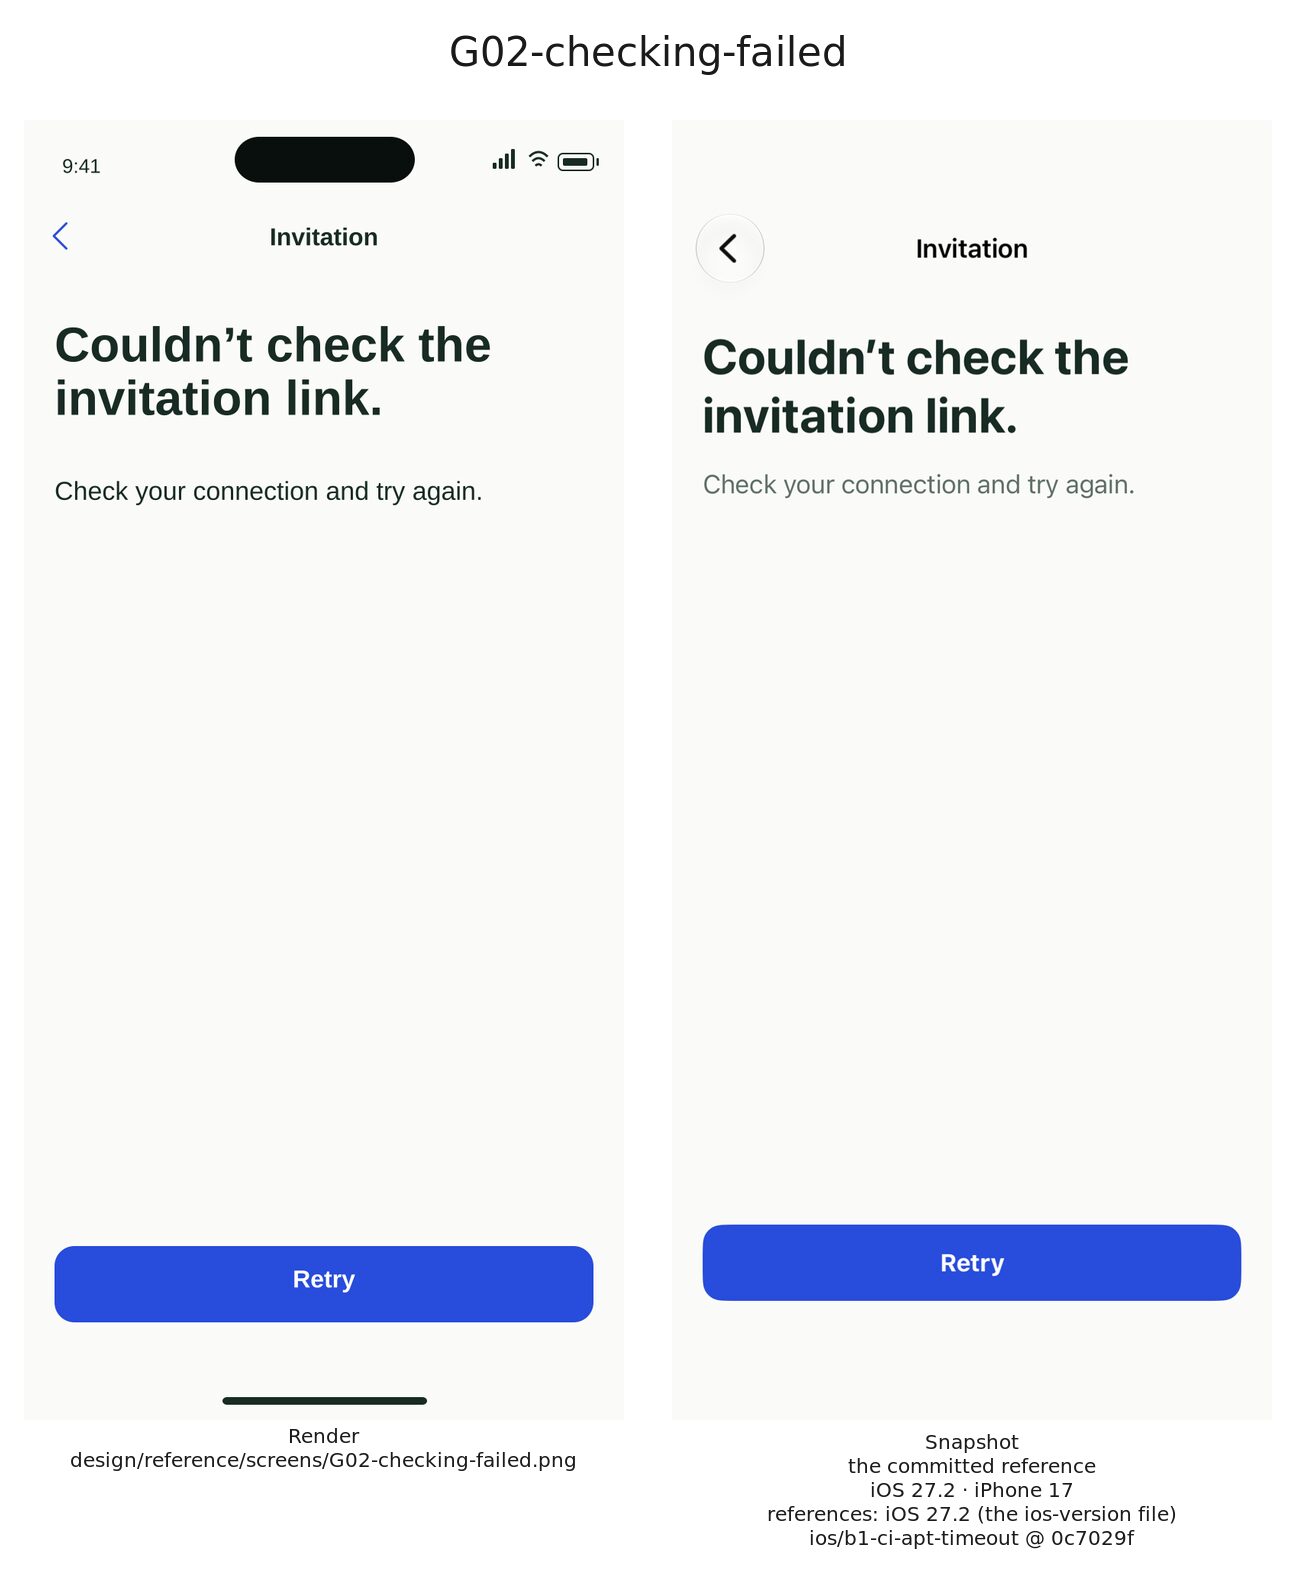 G02-checking-failed
9:41
Invitation
Couldn’t check the
invitation link.
Check your connection and try again.
Retry
Render
design/reference/screens/G02-checking-failed.png
Invitation
Couldn’t check the
invitation link.
Check your connection and try again.
Retry
Snapshot
the committed reference
iOS 27.2 · iPhone 17
references: iOS 27.2 (the ios-version file)
ios/b1-ci-apt-timeout @ 0c7029f